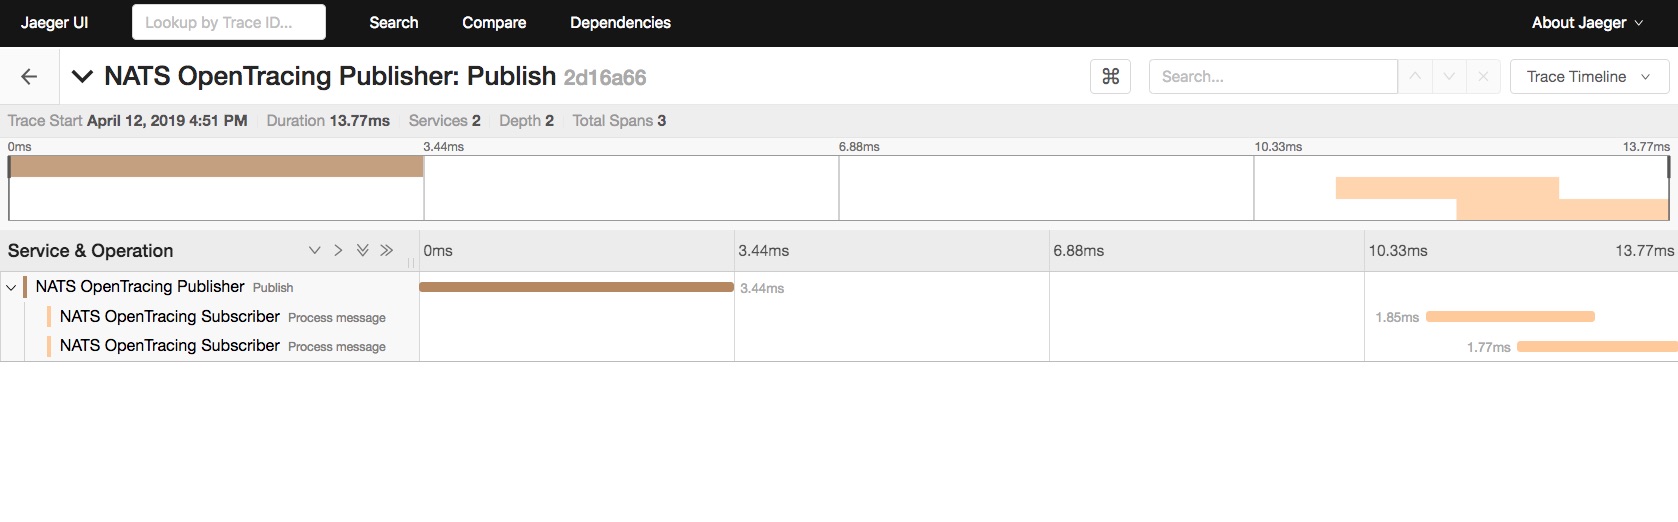 Jaeger UI Lookup by Trace ID... Search Compare Dependencies About Jaeger
NATS OpenTracing Publisher: Publish 2d16a66 ⌘ Search... Trace Timeline
Trace Start April 12, 2019 4:51 PM Duration 13.77ms Services 2 Depth 2 Total Spans 3
0ms 3.44ms 6.88ms 10.33ms 13.77ms
Service & Operation 0ms 3.44ms 6.88ms 10.33ms 13.77ms
NATS OpenTracing Publisher Publish 3.44ms
NATS OpenTracing Subscriber Process message 1.85ms
NATS OpenTracing Subscriber Process message 1.77ms